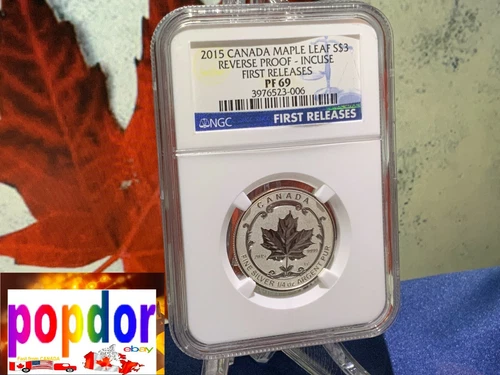 2015 CANADA MAPLE LEAF S$3
REVERSE PROOF - INCUSE
FIRST RELEASES
PF 69
3976523-006
NGC
FIRST RELEASES
CANADA
9999
FINE SILVER 1/4 oz ARGENT PUR
popdor
ebay